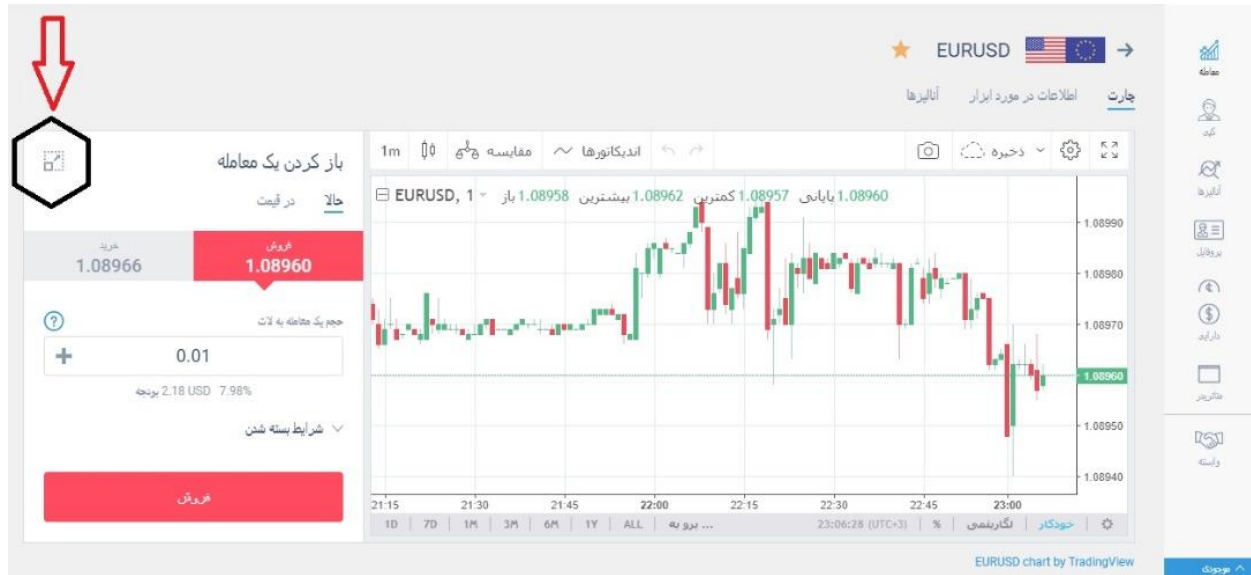 EURUSD
چارت
اطلاعات در مورد ابزار
آنالیزها
باز کردن یک معامله
حالا
در قیمت
فروش
1.08960
خرید
1.08966
حجم یک معامله به لات
0.01
بودجه 2.18 USD 7.98%
شرایط بسته شدن
فروش
1m
مقایسه
اندیکاتورها
ذخیره
EURUSD, 1
باز 1.08958 بیشترین 1.08962 کمترین 1.08957 پایانی 1.08960
1.08990
1.08980
1.08970
1.08960
1.08950
1.08940
21:15 21:30 21:45 22:00 22:15 22:30 22:45 23:00
1D 7D 1M 3M 6M 1Y ALL برو به ...
23:06:28 (UTC+3) % لگاریتمی خودکار
EURUSD chart by TradingView
معامله
کپی
آنالیزها
پروفایل
دارایی
متاتریدر
وابسته
موجودی